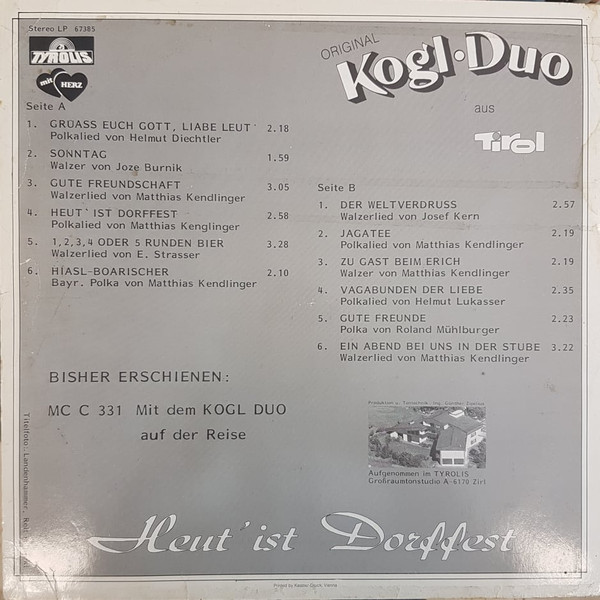 Stereo LP 67385
TYROLIS
mit HERZ
ORIGINAL
Kogl·Duo
aus
Tirol
Seite A
1. GRÜASS EUCH GOTT, LIABE LEUT´ 2.18
Polkalied von Helmut Diechtler
2. SONNTAG 1.59
Walzer von Joze Burnik
3. GUTE FREUNDSCHAFT 3.05
Walzerlied von Matthias Kendlinger
4. HEUT` IST DORFFEST 2.58
Polkalied von Matthias Kenglinger
5. 1,2,3,4 ODER 5 RUNDEN BIER 3.28
Walzerlied von E. Strasser
6. HIASL-BOARISCHER 2.10
Bayr. Polka von Matthias Kendlinger
Seite B
1. DER WELTVERDRUSS 2.57
Walzerlied von Josef Kern
2. JAGATEE 2.19
Polkalied von Matthias Kendlinger
3. ZU GAST BEIM ERICH 2.19
Walzer von Matthias Kendlinger
4. VAGABUNDEN DER LIEBE 2.35
Polkalied von Helmut Lukasser
5. GUTE FREUNDE 2.23
Polka von Roland Mühlburger
6. EIN ABEND BEI UNS IN DER STUBE 3.22
Walzerlied von Matthias Kendlinger
BISHER ERSCHIENEN:
MC C 331 Mit dem KOGL DUO
auf der Reise
Produktion u. Tontechnik: Ing. Günther
Aufgenommen im TYROLIS
Großraumtonstudio A-6170 Zirl
Titelfoto:
Heut´ist Dorffest
Printed by